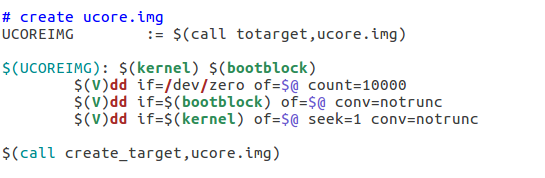 # create ucore.img
UCOREIMG        := $(call totarget,ucore.img)

$(UCOREIMG): $(kernel) $(bootblock)
        $(V)dd if=/dev/zero of=$@ count=10000
        $(V)dd if=$(bootblock) of=$@ conv=notrunc
        $(V)dd if=$(kernel) of=$@ seek=1 conv=notrunc

$(call create_target,ucore.img)